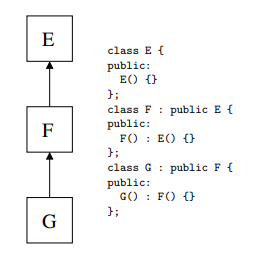 E
F
G
class E {
public:
  E() {}
};
class F : public E {
public:
  F() : E() {}
};
class G : public F {
public:
  G() : F() {}
};